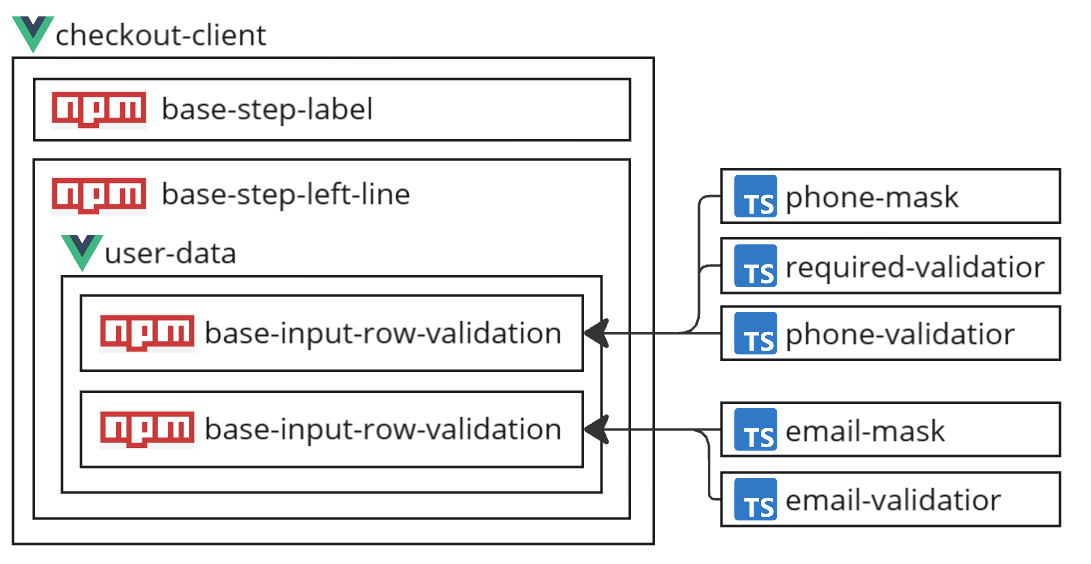 checkout-client
npm base-step-label
npm base-step-left-line
user-data
npm base-input-row-validation
npm base-input-row-validation
TS phone-mask
TS required-validatior
TS phone-validatior
TS email-mask
TS email-validatior